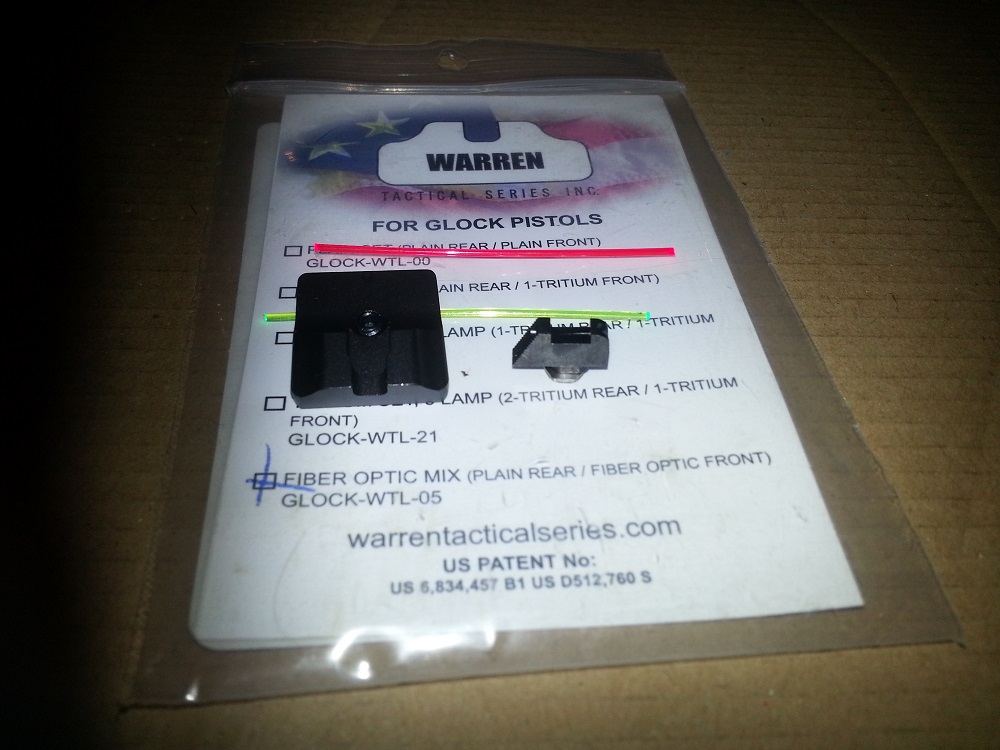 WARREN
TACTICAL SERIES INC.
FOR GLOCK PISTOLS
(PLAIN REAR / PLAIN FRONT)
GLOCK-WTL-00
REAR / 1-TRITIUM FRONT)
LAMP (1-TRITIUM REAR / 1-TRITIUM
LAMP (2-TRITIUM REAR / 1-TRITIUM
FRONT)
GLOCK-WTL-21
FIBER OPTIC MIX (PLAIN REAR / FIBER OPTIC FRONT)
GLOCK-WTL-05
warrentacticalseries.com
US PATENT No:
US 6,834,457 B1 US D512,760 S